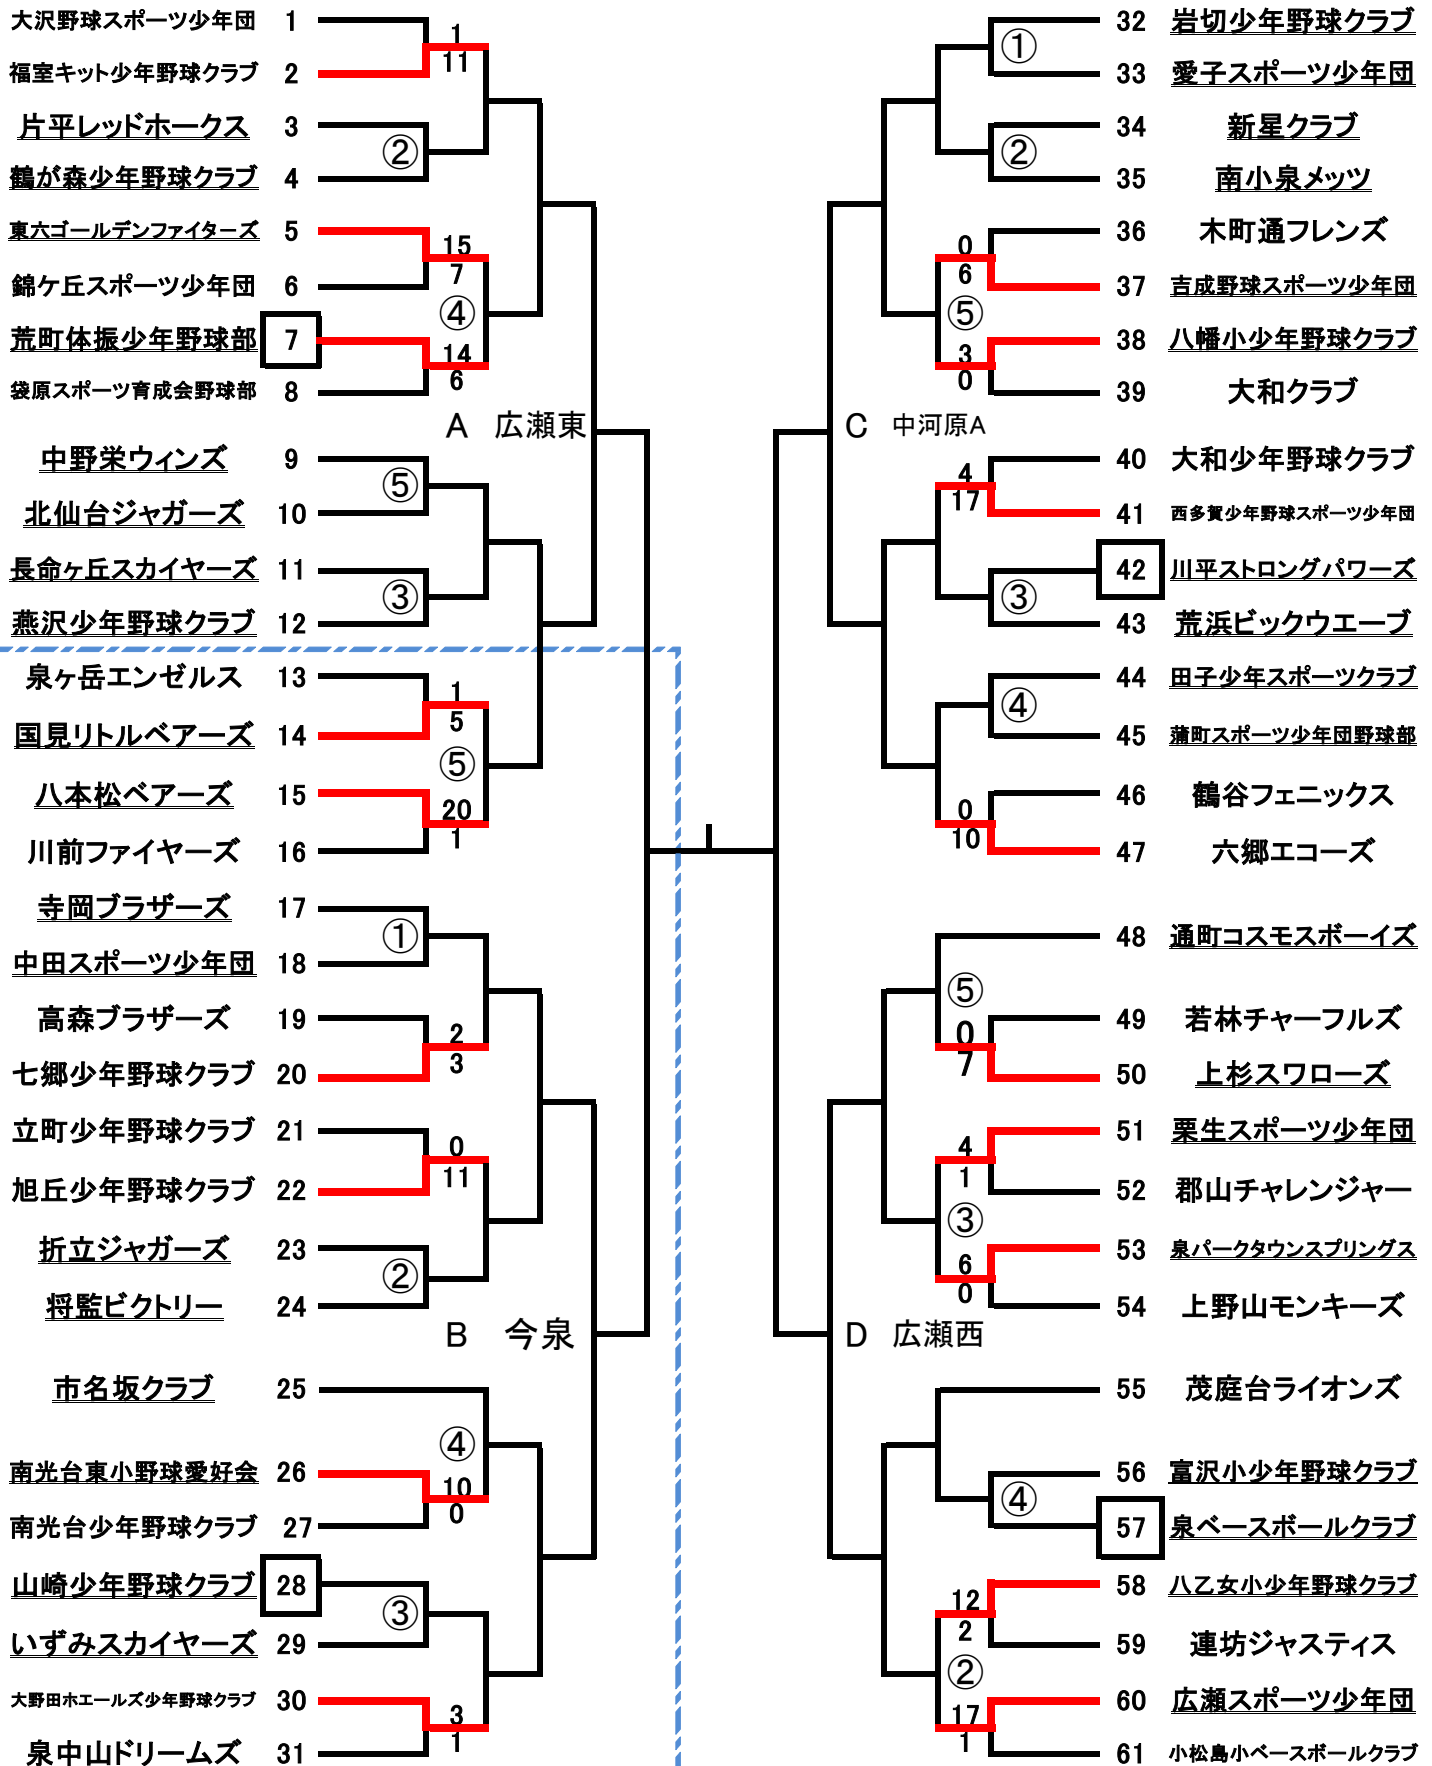 大沢野球スポーツ少年団 1
1
11
福室キット少年野球クラブ 2
片平レッドホークス 3
②
鶴が森少年野球クラブ 4
東六ゴールデンファイターズ 5
15
7
錦ケ丘スポーツ少年団 6
④
荒町体振少年野球部 7
14
6
袋原スポーツ育成会野球部 8
A 広瀬東
中野栄ウィンズ 9
⑤
北仙台ジャガーズ 10
長命ヶ丘スカイヤーズ 11
③
燕沢少年野球クラブ 12
泉ヶ岳エンゼルス 13
1
5
国見リトルベアーズ 14
⑤
八本松ベアーズ 15
20
1
川前ファイヤーズ 16
寺岡ブラザーズ 17
①
中田スポーツ少年団 18
高森ブラザーズ 19
2
3
七郷少年野球クラブ 20
立町少年野球クラブ 21
0
11
旭丘少年野球クラブ 22
折立ジャガーズ 23
②
将監ビクトリー 24
B 今泉
市名坂クラブ 25
④
南光台東小野球愛好会 26
10
0
南光台少年野球クラブ 27
山崎少年野球クラブ 28
③
いずみスカイヤーズ 29
大野田ホエールズ少年野球クラブ 30
3
1
泉中山ドリームズ 31
32 岩切少年野球クラブ
①
33 愛子スポーツ少年団
34 新星クラブ
②
35 南小泉メッツ
36 木町通フレンズ
0
6
37 吉成野球スポーツ少年団
⑤
38 八幡小少年野球クラブ
3
0
39 大和クラブ
C 中河原A
40 大和少年野球クラブ
4
17
41 西多賀少年野球スポーツ少年団
42 川平ストロングパワーズ
③
43 荒浜ビックウエーブ
44 田子少年スポーツクラブ
④
45 蒲町スポーツ少年団野球部
46 鶴谷フェニックス
0
10
47 六郷エコーズ
48 通町コスモスボーイズ
⑤
49 若林チャーフルズ
0
7
50 上杉スワローズ
51 栗生スポーツ少年団
4
1
52 郡山チャレンジャー
③
53 泉パークタウンスプリングス
6
0
54 上野山モンキーズ
D 広瀬西
55 茂庭台ライオンズ
56 富沢小少年野球クラブ
④
57 泉ベースボールクラブ
58 八乙女小少年野球クラブ
12
2
59 連坊ジャスティス
②
60 広瀬スポーツ少年団
17
1
61 小松島小ベースボールクラブ